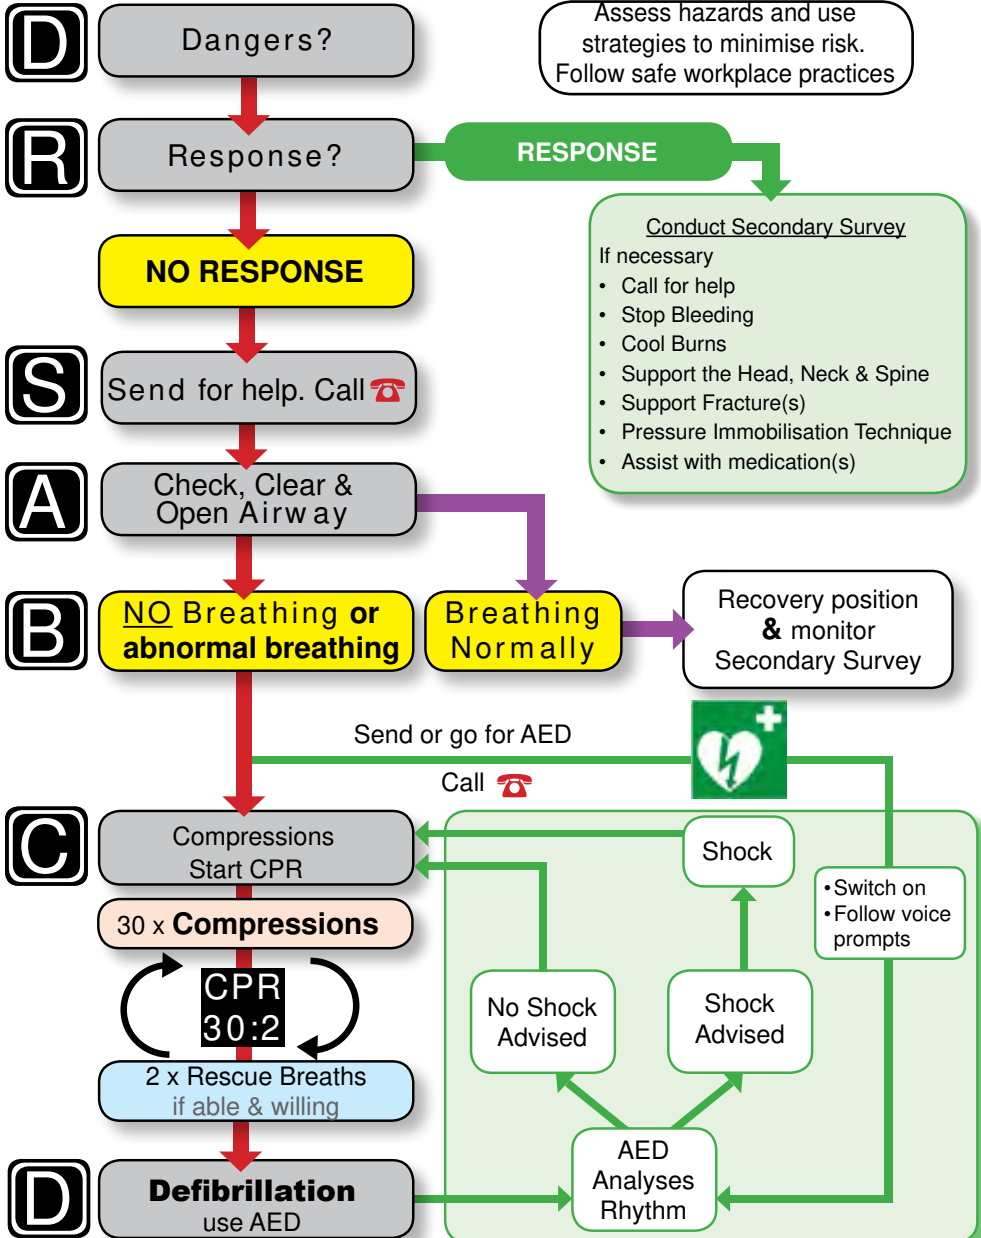 D
Dangers?
Assess hazards and use
strategies to minimise risk.
Follow safe workplace practices
R
Response?
RESPONSE
NO RESPONSE
Conduct Secondary Survey
If necessary
• Call for help
• Stop Bleeding
• Cool Burns
• Support the Head, Neck & Spine
• Support Fracture(s)
• Pressure Immobilisation Technique
• Assist with medication(s)
S
Send for help. Call ☎
A
Check, Clear &
Open Airway
B
NO Breathing or
abnormal breathing
Breathing
Normally
Recovery position
& monitor
Secondary Survey
Send or go for AED
Call ☎
C
Compressions
Start CPR
Shock
• Switch on
• Follow voice
prompts
30 x Compressions
CPR
30:2
No Shock
Advised
Shock
Advised
2 x Rescue Breaths
if able & willing
D
Defibrillation
use AED
AED
Analyses
Rhythm